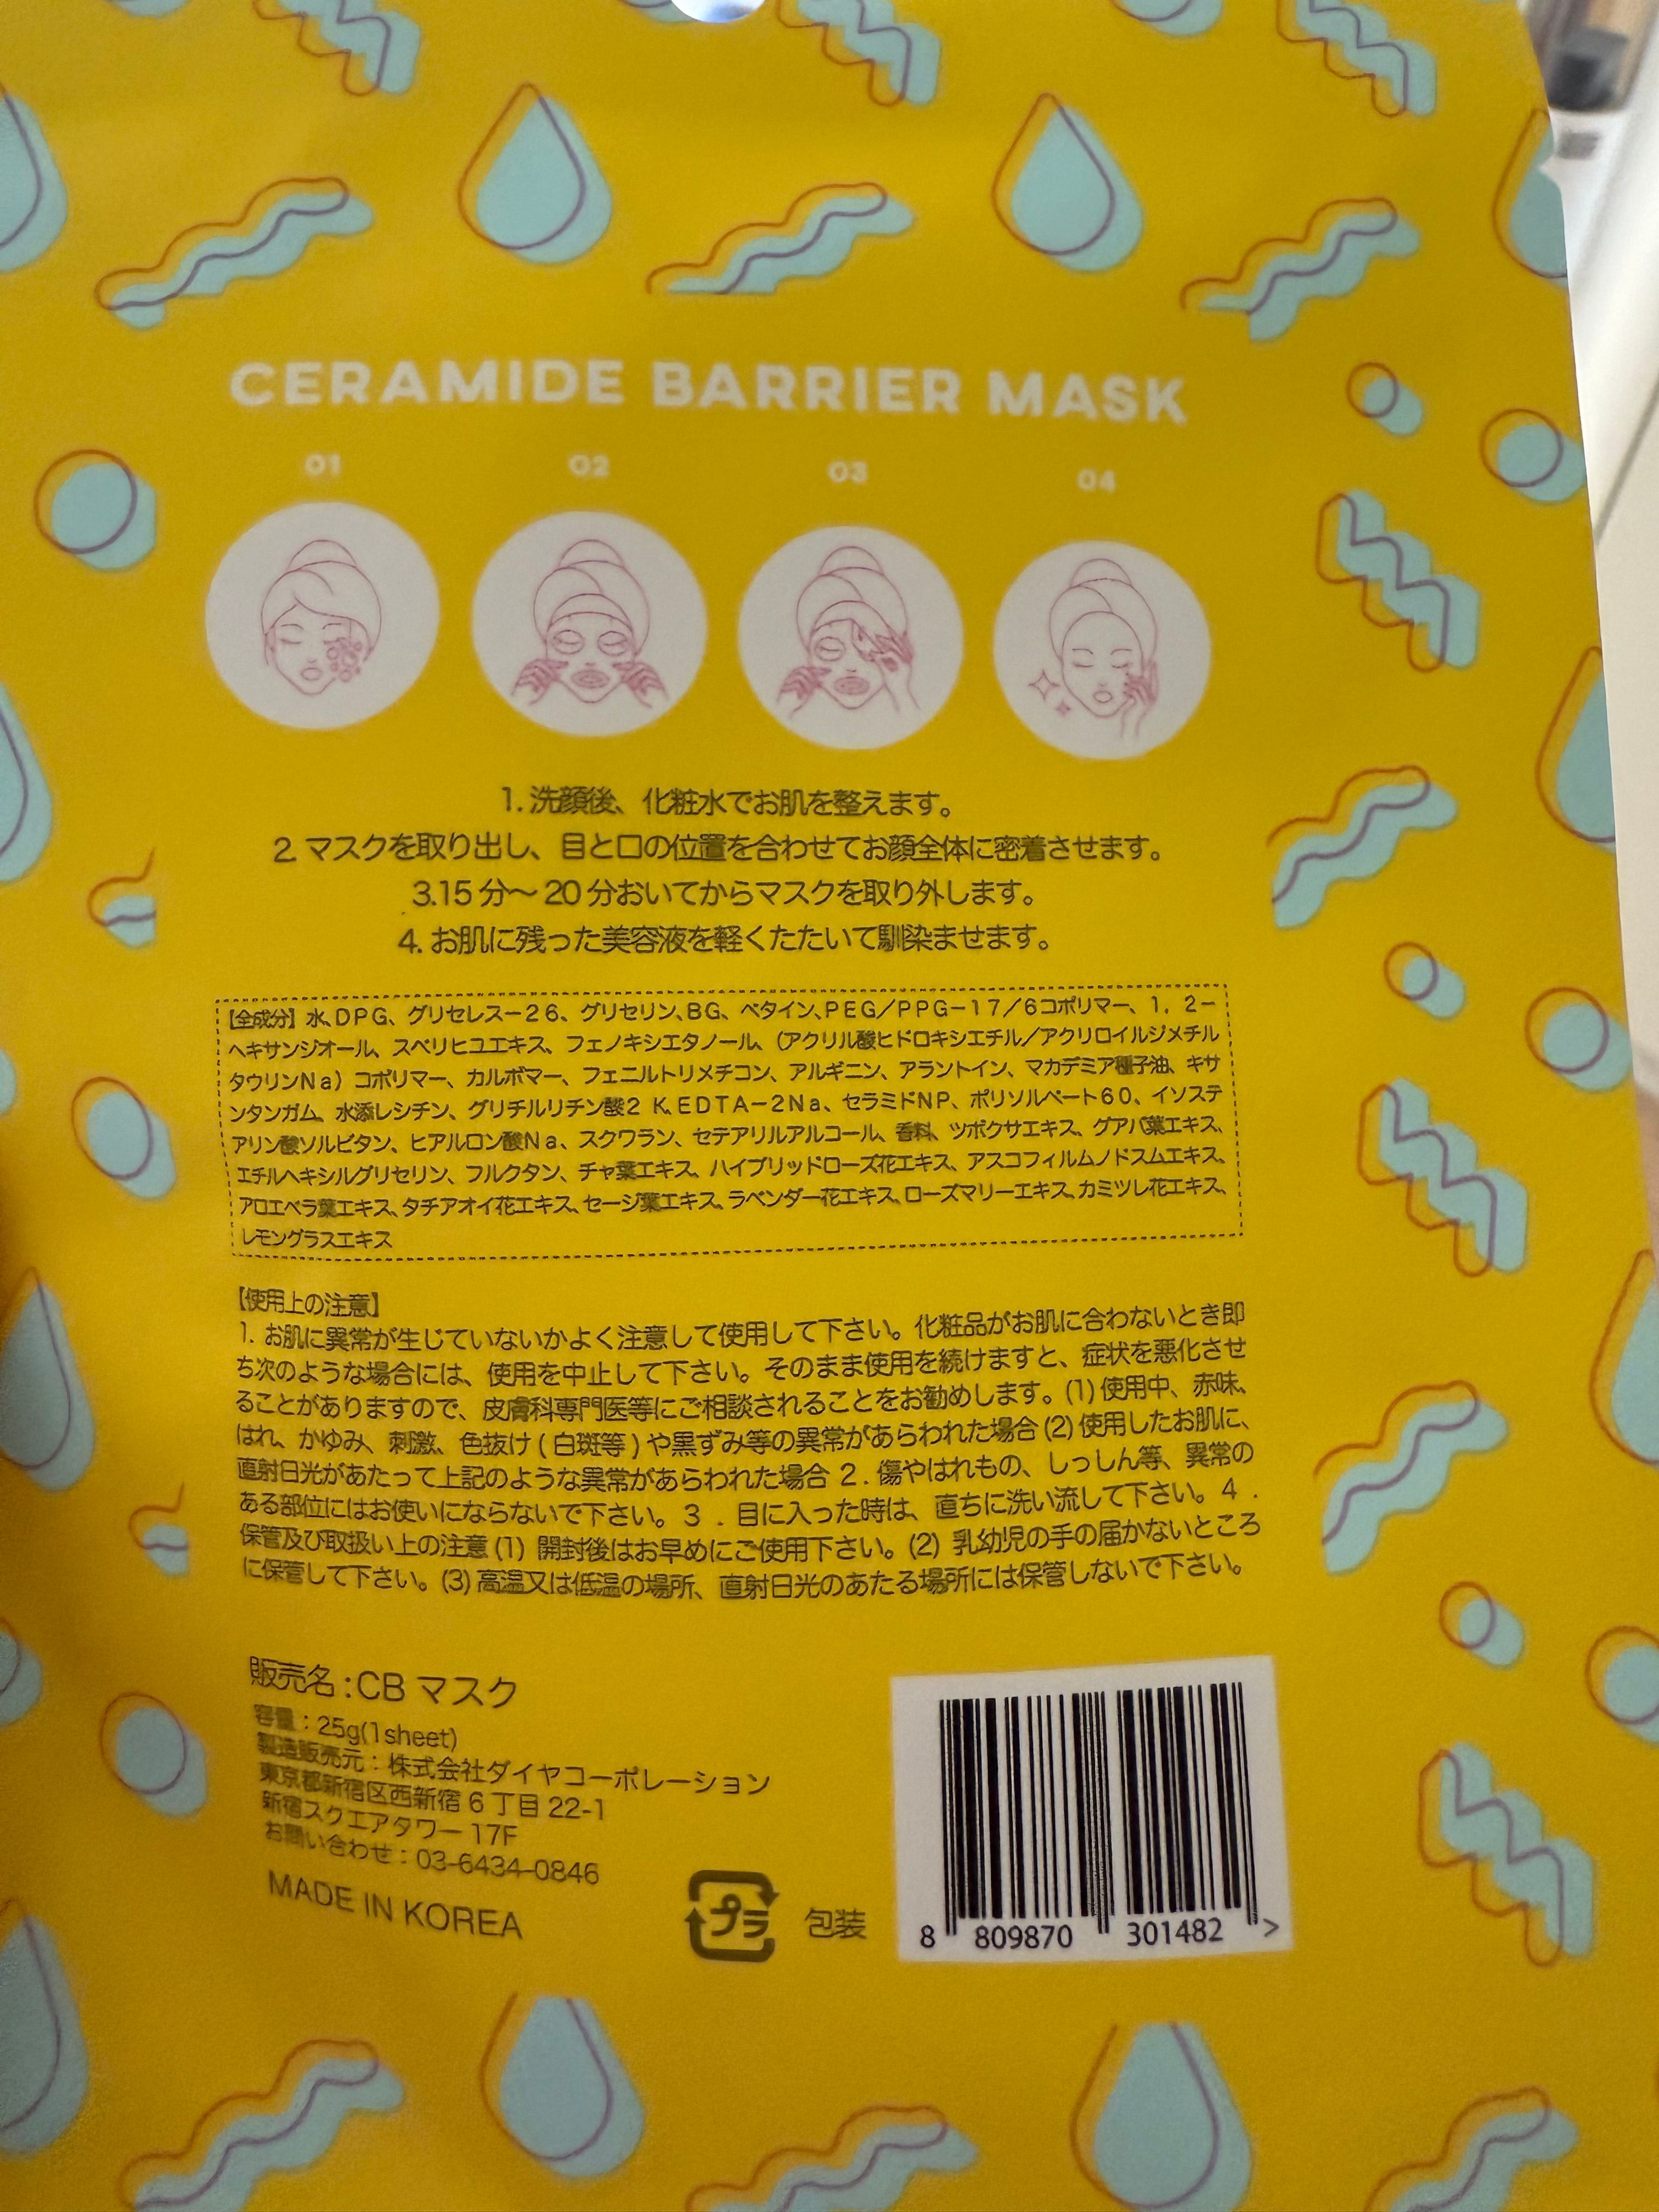 CERAMIDE BARRIER MASK
01 02 03 04
1. 洗顔後、化粧水でお肌を整えます。
2. マスクを取り出し、目と口の位置を合わせてお顔全体に密着させます。
3.15 分～ 20 分おいてからマスクを取り外します。
4. お肌に残った美容液を軽くたたいて馴染ませます。
【全成分】 水、DPG、グリセレス－26、グリセリン、BG、ベタイン、PEG／PPG－17／6コポリマー、1，2－
ヘキサンジオール、スベリヒユエキス、フェノキシエタノール、（アクリル酸ヒドロキシエチル／アクリロイルジメチル
タウリンNa）コポリマー、カルボマー、フェニルトリメチコン、アルギニン、アラントイン、マカデミア種子油、キサ
ンタンガム、水添レシチン、グリチルリチン酸2 K、EDTA－2Na、セラミドNP、ポリソルベート60、イソステ
アリン酸ソルビタン、ヒアルロン酸Na、スクワラン、セテアリルアルコール、香料、ツボクサエキス、グアバ葉エキス、
エチルヘキシルグリセリン、フルクタン、チャ葉エキス、ハイブリッドローズ花エキス、アスコフィルムノドスムエキス、
アロエベラ葉エキス、タチアオイ花エキス、セージ葉エキス、ラベンダー花エキス、ローズマリーエキス、カミツレ花エキス、
レモングラスエキス
【使用上の注意】
1. お肌に異常が生じていないかよく注意して使用して下さい。化粧品がお肌に合わないとき即
ち次のような場合には、使用を中止して下さい。そのまま使用を続けますと、症状を悪化させ
ることがありますので、皮膚科専門医等にご相談されることをお勧めします。(1) 使用中、赤味、
はれ、かゆみ、刺激、色抜け ( 白斑等 ) や黒ずみ等の異常があらわれた場合 (2) 使用したお肌に、
直射日光があたって上記のような異常があらわれた場合 2 . 傷やはれもの、しっしん等、異常の
ある部位にはお使いにならないで下さい。3 . 目に入った時は、直ちに洗い流して下さい。4 .
保管及び取扱い上の注意 (1) 開封後はお早めにご使用下さい。(2) 乳幼児の手の届かないところ
に保管して下さい。(3) 高温又は低温の場所、直射日光のあたる場所には保管しないで下さい。
販売名 : CB マスク
容量 : 25g(1sheet)
製造販売元 : 株式会社ダイヤコーポレーション
東京都新宿区西新宿 6 丁目 22-1
新宿スクエアタワー 17F
お問い合わせ : 03-6434-0846
MADE IN KOREA
プラ 包装
8 809870 301482 >